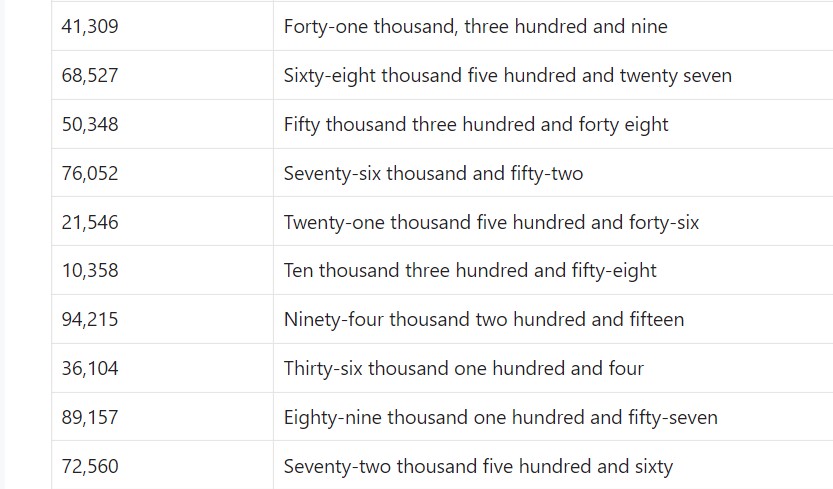 41,309 Forty-one thousand, three hundred and nine
68,527 Sixty-eight thousand five hundred and twenty seven
50,348 Fifty thousand three hundred and forty eight
76,052 Seventy-six thousand and fifty-two
21,546 Twenty-one thousand five hundred and forty-six
10,358 Ten thousand three hundred and fifty-eight
94,215 Ninety-four thousand two hundred and fifteen
36,104 Thirty-six thousand one hundred and four
89,157 Eighty-nine thousand one hundred and fifty-seven
72,560 Seventy-two thousand five hundred and sixty